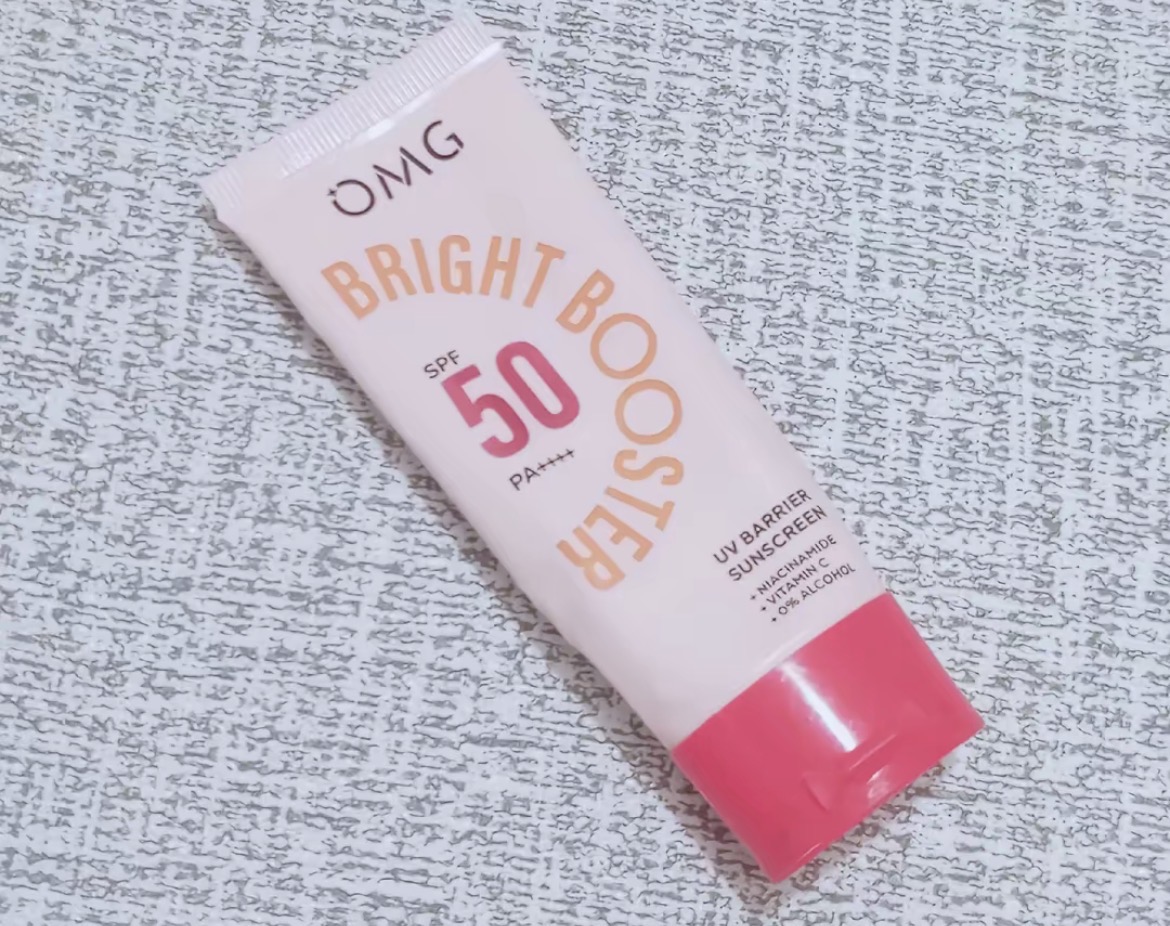 OMG
BRIGHT BOOSTER
SPF
50
PA++++
UV BARRIER
SUNSCREEN
+ NIACINAMIDE
+ VITAMIN C
+ 0% ALCOHOL